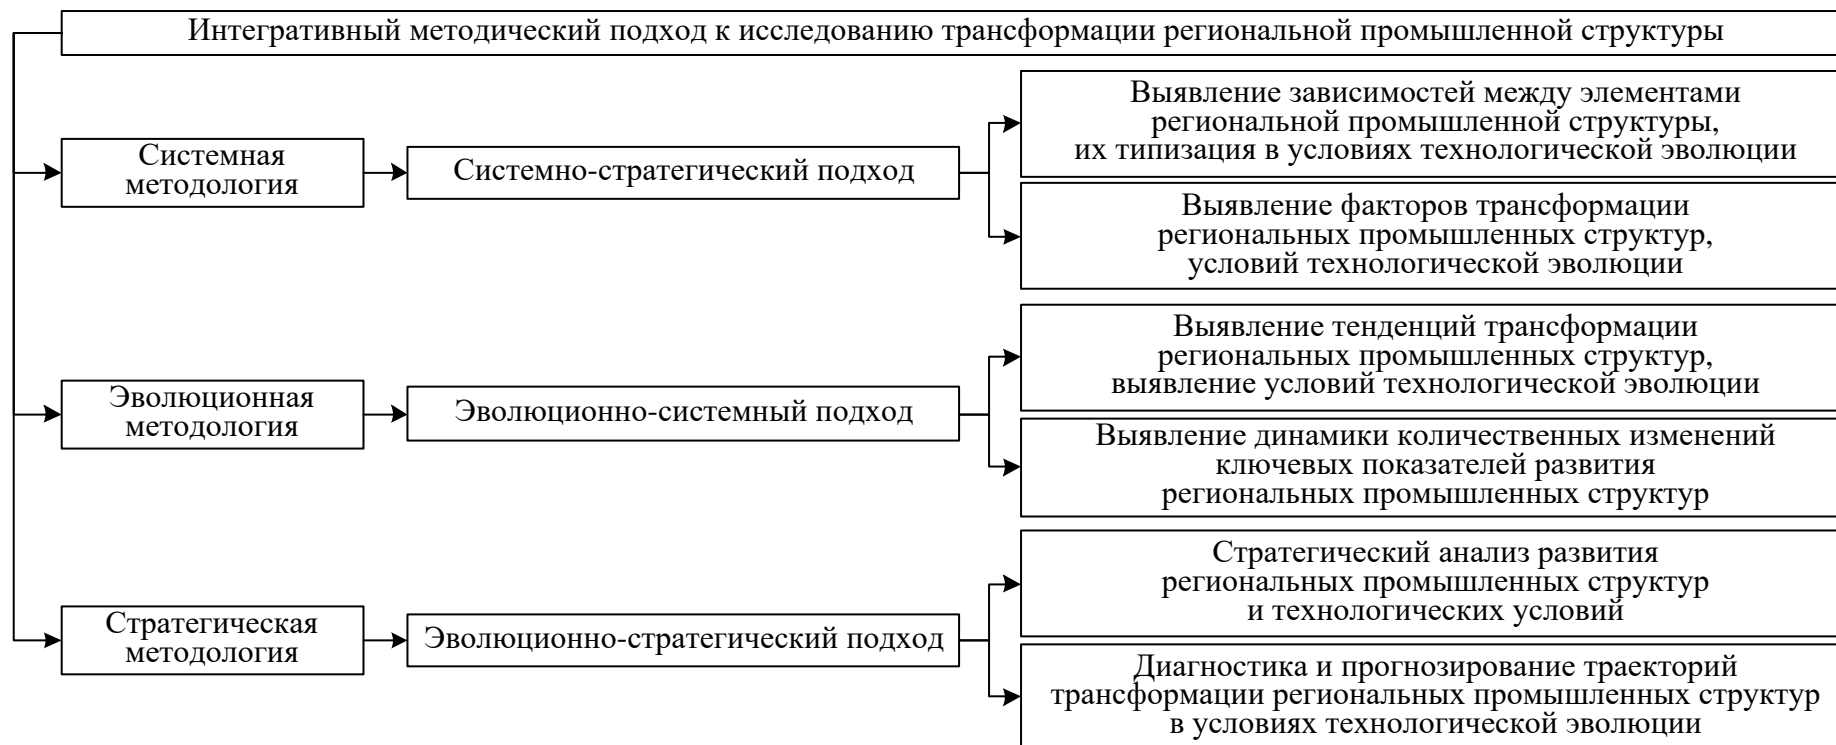 Интегративный методический подход к исследованию трансформации региональной промышленной структуры
Системная
методология
Системно-стратегический подход
Выявление зависимостей между элементами
региональной промышленной структуры,
их типизация в условиях технологической эволюции
Выявление факторов трансформации
региональных промышленных структур,
условий технологической эволюции
Эволюционная
методология
Эволюционно-системный подход
Выявление тенденций трансформации
региональных промышленных структур,
выявление условий технологической эволюции
Выявление динамики количественных изменений
ключевых показателей развития
региональных промышленных структур
Стратегическая
методология
Эволюционно-стратегический подход
Стратегический анализ развития
региональных промышленных структур
и технологических условий
Диагностика и прогнозирование траекторий
трансформации региональных промышленных структур
в условиях технологической эволюции